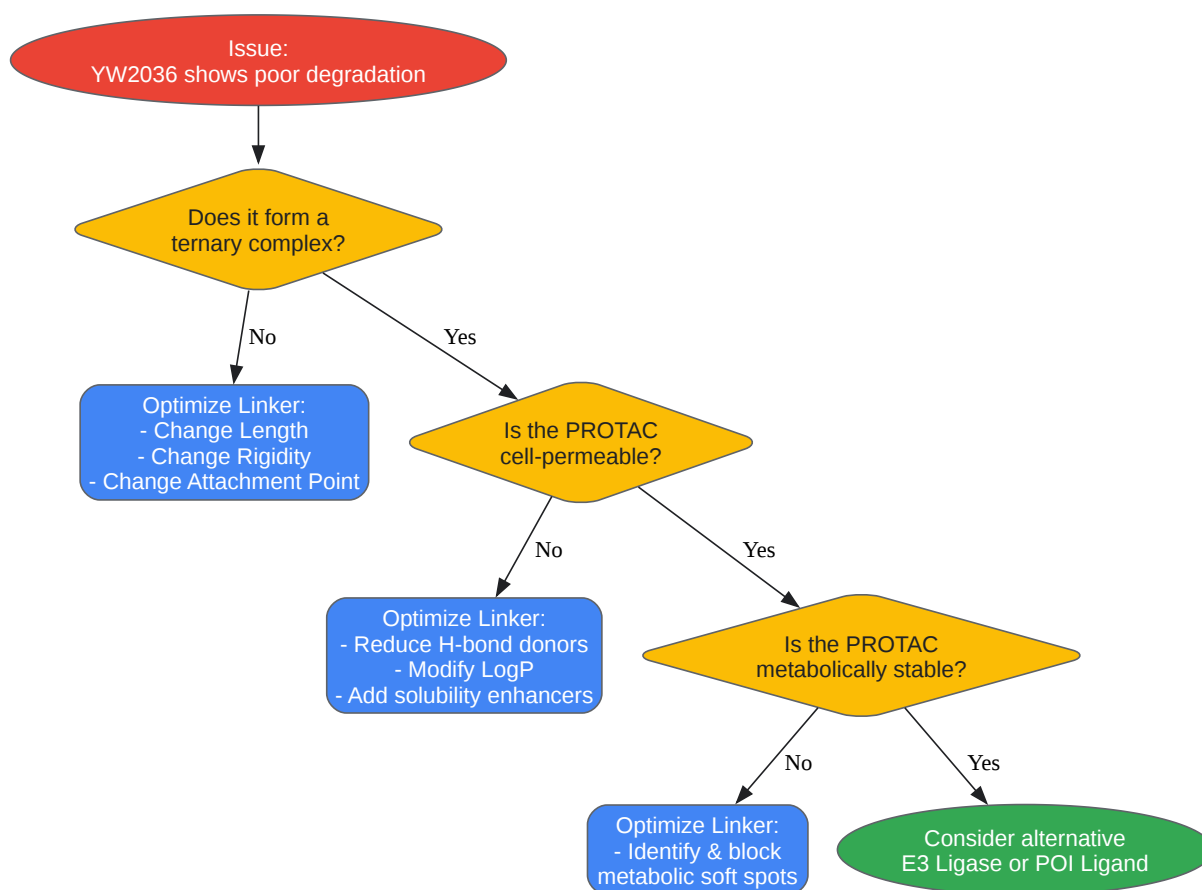 Issue:
YW2036 shows poor degradation
Does it form a
ternary complex?
No
Yes
Optimize Linker:
- Change Length
- Change Rigidity
- Change Attachment Point
Is the PROTAC
cell-permeable?
No
Yes
Optimize Linker:
- Reduce H-bond donors
- Modify LogP
- Add solubility enhancers
Is the PROTAC
metabolically stable?
No
Yes
Optimize Linker:
- Identify & block
metabolic soft spots
Consider alternative
E3 Ligase or POI Ligand